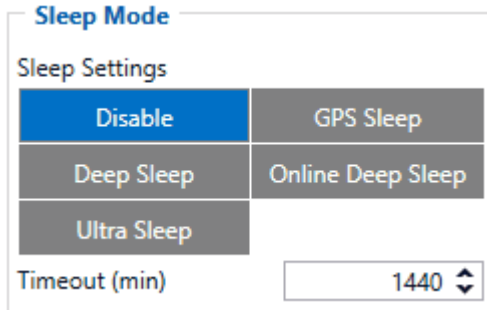 Sleep Mode
Sleep Settings
Disable GPS Sleep
Deep Sleep Online Deep Sleep
Ultra Sleep
Timeout (min) 1440